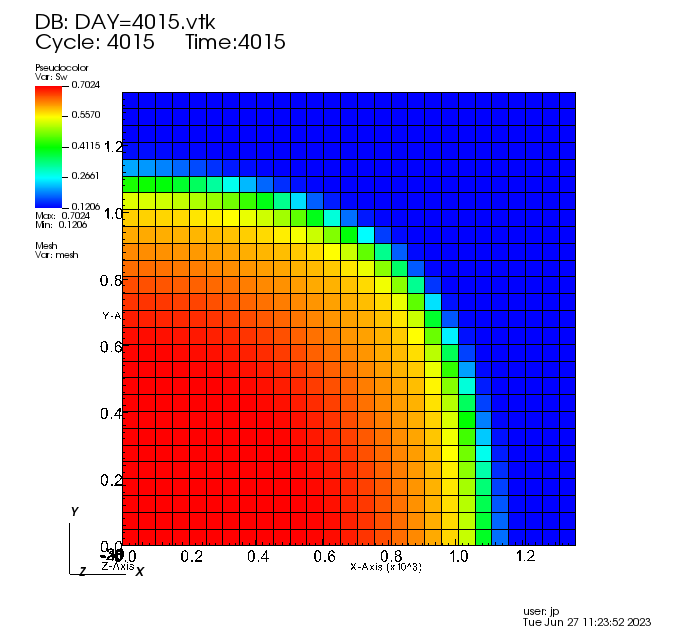 DB: DAY=4015.vtk
Cycle: 4015 Time:4015
Pseudocolor
Var: Sw
0.7024
0.5570
0.4115
0.2661
0.1206
Max: 0.7024
Min: 0.1206
Mesh
Var: mesh
1.2
1.0
0.8
Y-A
0.6
0.4
0.2
0.0
0.0 0.2 0.4 0.6 0.8 1.0 1.2
Z-Axis
X-Axis (x10^3)
Y
Z X
user: jp
Tue Jun 27 11:23:52 2023